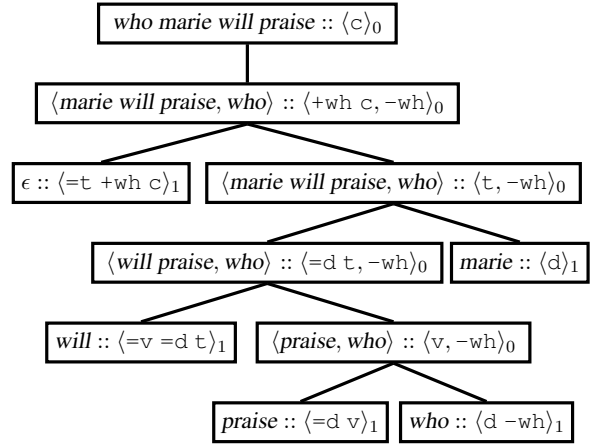 who marie will praise :: ⟨c⟩₀
⟨marie will praise, who⟩ :: ⟨+wh c, -wh⟩₀
ϵ :: ⟨=t +wh c⟩₁ ⟨marie will praise, who⟩ :: ⟨t, -wh⟩₀
⟨will praise, who⟩ :: ⟨=d t, -wh⟩₀ marie :: ⟨d⟩₁
will :: ⟨=v =d t⟩₁ ⟨praise, who⟩ :: ⟨v, -wh⟩₀
praise :: ⟨=d v⟩₁ who :: ⟨d -wh⟩₁